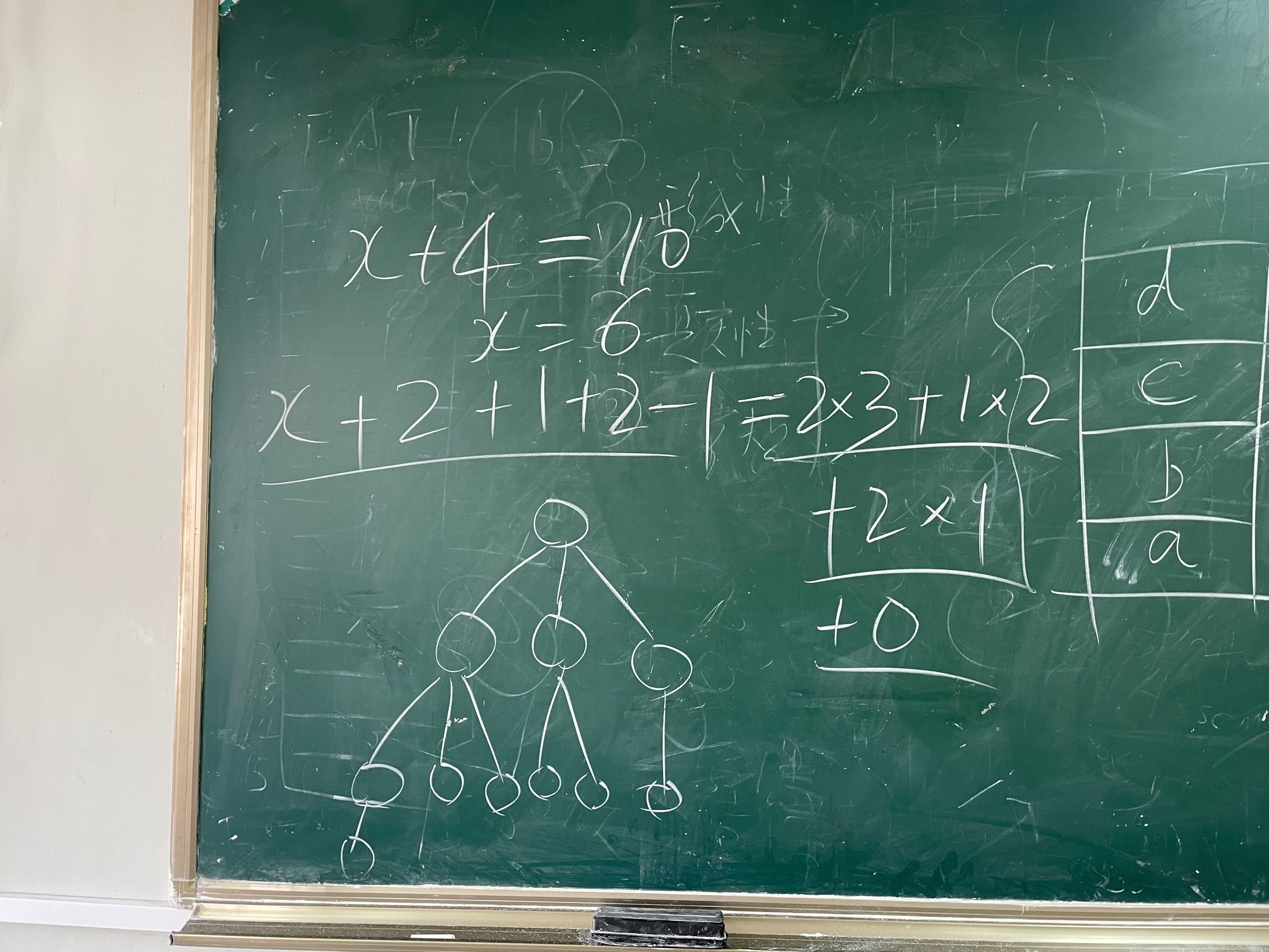 x+4=10
x=6
x+2+1+2-1=2×3+1×2
+2×1
+0
d
c
b
a